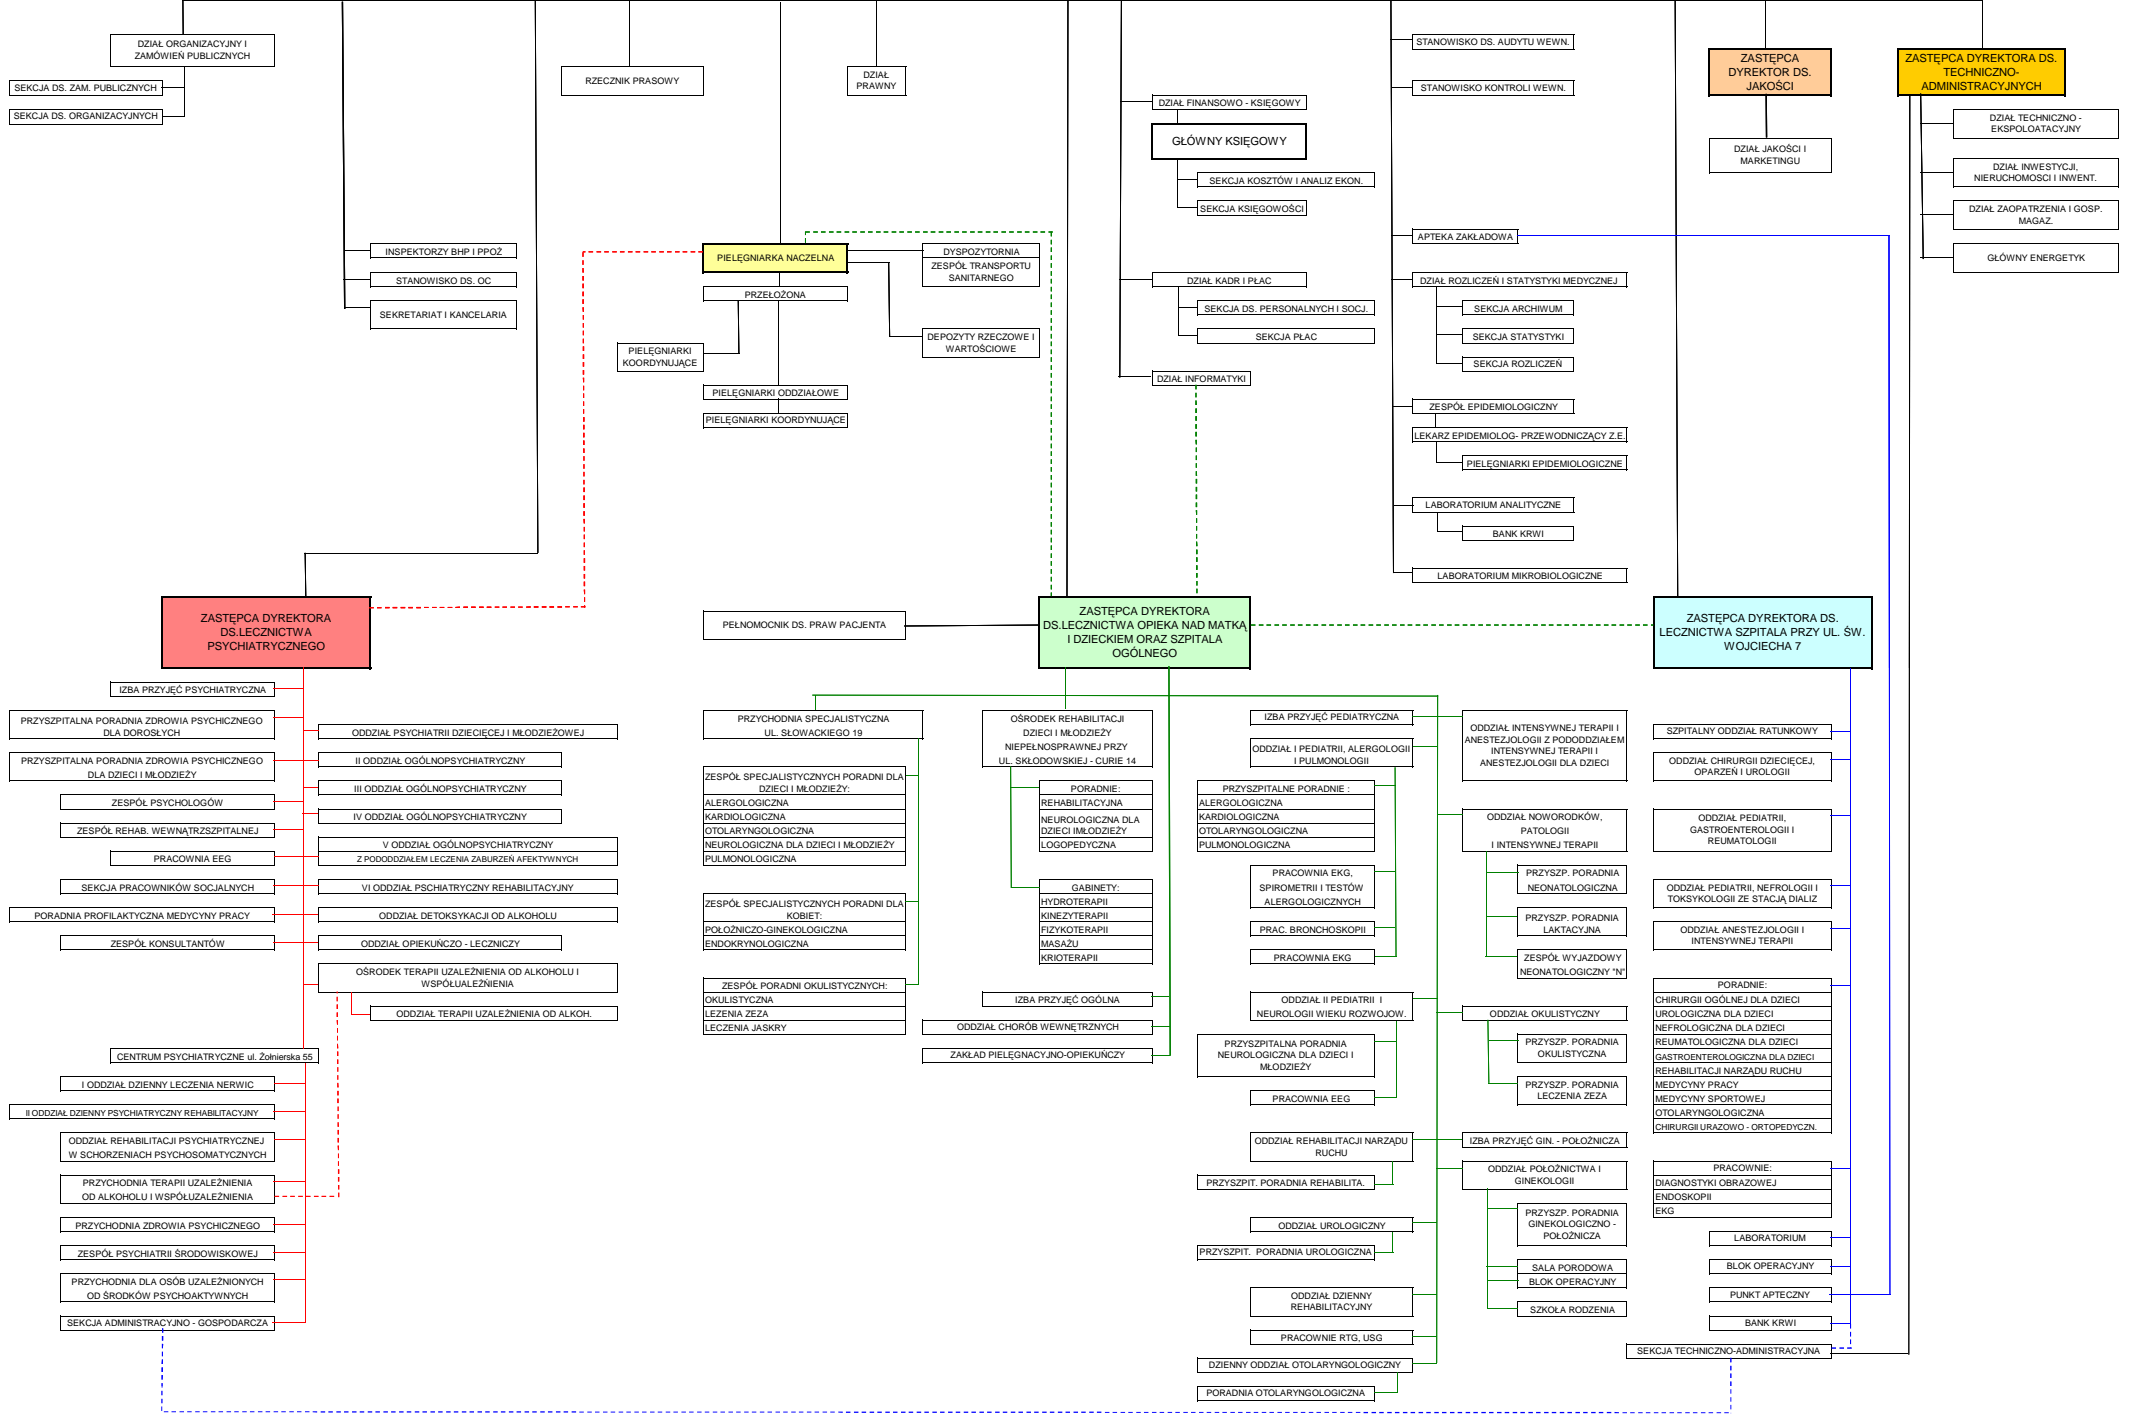 DZIAŁ ORGANIZACYJNY I
ZAMÓWIEŃ PUBLICZNYCH
SEKCJA DS. ZAM. PUBLICZNYCH
SEKCJA DS. ORGANIZACYJNYCH
INSPEKTORZY BHP I PPOŻ
STANOWISKO DS. OC
SEKRETARIAT I KANCELARIA
RZECZNIK PRASOWY
DZIAŁ
PRAWNY
PIELĘGNIARKA NACZELNA
PRZEŁOŻONA
PIELĘGNIARKI
KOORDYNUJĄCE
PIELĘGNIARKI ODDZIAŁOWE
PIELĘGNIARKI KOORDYNUJĄCE
DYSPOZYTORNIA
ZESPÓŁ TRANSPORTU
SANITARNEGO
DEPOZYTY RZECZOWE I
WARTOŚCIOWE
DZIAŁ FINANSOWO - KSIĘGOWY
GŁÓWNY KSIĘGOWY
SEKCJA KOSZTÓW I ANALIZ EKON.
SEKCJA KSIĘGOWOŚCI
DZIAŁ KADR I PŁAC
SEKCJA DS. PERSONALNYCH I SOCJ.
SEKCJA PŁAC
DZIAŁ INFORMATYKI
STANOWISKO DS. AUDYTU WEWN.
STANOWISKO KONTROLI WEWN.
APTEKA ZAKŁADOWA
DZIAŁ ROZLICZEŃ I STATYSTYKI MEDYCZNEJ
SEKCJA ARCHIWUM
SEKCJA STATYSTYKI
SEKCJA ROZLICZEŃ
ZESPÓŁ EPIDEMIOLOGICZNY
LEKARZ EPIDEMIOLOG- PRZEWODNICZĄCY Z.E.
PIELĘGNIARKI EPIDEMIOLOGICZNE
LABORATORIUM ANALITYCZNE
BANK KRWI
LABORATORIUM MIKROBIOLOGICZNE
ZASTĘPCA
DYREKTOR DS.
JAKOŚCI
DZIAŁ JAKOŚCI I
MARKETINGU
ZASTĘPCA DYREKTORA DS.
TECHNICZNO-
ADMINISTRACYJNYCH
DZIAŁ TECHNICZNO -
EKSPOLOATACYJNY
DZIAŁ INWESTYCJI,
NIERUCHOMOSCI I INWENT.
DZIAŁ ZAOPATRZENIA I GOSP.
MAGAZ.
GŁÓWNY ENERGETYK
ZASTĘPCA DYREKTORA
DS.LECZNICTWA
PSYCHIATRYCZNEGO
IZBA PRZYJĘĆ PSYCHIATRYCZNA
PRZYSZPITALNA PORADNIA ZDROWIA PSYCHICZNEGO
DLA DOROSŁYCH
PRZYSZPITALNA PORADNIA ZDROWIA PSYCHICZNEGO
DLA DZIECI I MŁODZIEŻY
ZESPÓŁ PSYCHOLOGÓW
ZESPÓŁ REHAB. WEWNĄTRZSZPITALNEJ
PRACOWNIA EEG
SEKCJA PRACOWNIKÓW SOCJALNYCH
PORADNIA PROFILAKTYCZNA MEDYCYNY PRACY
ZESPÓŁ KONSULTANTÓW
ODDZIAŁ PSYCHIATRII DZIECIĘCEJ I MŁODZIEŻOWEJ
II ODDZIAŁ OGÓLNOPSYCHIATRYCZNY
III ODDZIAŁ OGÓLNOPSYCHIATRYCZNY
IV ODDZIAŁ OGÓLNOPSYCHIATRYCZNY
V ODDZIAŁ OGÓLNOPSYCHIATRYCZNY
Z PODODDZIAŁEM LECZENIA ZABURZEŃ AFEKTYWNYCH
VI ODDZIAŁ PSCHIATRYCZNY REHABILITACYJNY
ODDZIAŁ DETOKSYKACJI OD ALKOHOLU
ODDZIAŁ OPIEKUŃCZO - LECZNICZY
OŚRODEK TERAPII UZALEŻNIENIA OD ALKOHOLU I
WSPÓŁUALEŹNIENIA
ODDZIAŁ TERAPII UZALEŻNIENIA OD ALKOH.
CENTRUM PSYCHIATRYCZNE ul. Żołnierska 55
I ODDZIAŁ DZIENNY LECZENIA NERWIC
II ODDZIAŁ DZIENNY PSYCHIATRYCZNY REHABILITACYJNY
ODDZIAŁ REHABILITACJI PSYCHIATRYCZNEJ
W SCHORZENIACH PSYCHOSOMATYCZNYCH
PRZYCHODNIA TERAPII UZALEŻNIENIA
OD ALKOHOLU I WSPÓŁUZALEŻNIENIA
PRZYCHODNIA ZDROWIA PSYCHICZNEGO
ZESPÓŁ PSYCHIATRII ŚRODOWISKOWEJ
PRZYCHODNIA DLA OSÓB UZALEŻNIONYCH
OD ŚRODKÓW PSYCHOAKTYWNYCH
SEKCJA ADMINISTRACYJNO - GOSPODARCZA
PEŁNOMOCNIK DS. PRAW PACJENTA
ZASTĘPCA DYREKTORA
DS.LECZNICTWA OPIEKA NAD MATKĄ
I DZIECKIEM ORAZ SZPITALA
OGÓLNEGO
PRZYCHODNIA SPECJALISTYCZNA
UL. SŁOWACKIEGO 19
ZESPÓŁ SPECJALISTYCZNYCH PORADNI DLA
DZIECI I MŁODZIEŻY:
ALERGOLOGICZNA
KARDIOLOGICZNA
OTOLARYNGOLOGICZNA
NEUROLOGICZNA DLA DZIECI I MŁODZIEŻY
PULMONOLOGICZNA
ZESPÓŁ SPECJALISTYCZNYCH PORADNI DLA
KOBIET:
POŁOŻNICZO-GINEKOLOGICZNA
ENDOKRYNOLOGICZNA
ZESPÓŁ PORADNI OKULISTYCZNYCH:
OKULISTYCZNA
LEZENIA ZEZA
LECZENIA JASKRY
OŚRODEK REHABILITACJI
DZIECI I MŁODZIEŻY
NIEPEŁNOSPRAWNEJ PRZY
UL. SKŁODOWSKIEJ - CURIE 14
PORADNIE:
REHABILITACYJNA
NEUROLOGICZNA DLA
DZIECI IMŁODZIEŻY
LOGOPEDYCZNA
GABINETY:
HYDROTERAPII
KINEZYTERAPII
FIZYKOTERAPII
MASAŻU
KRIOTERAPII
IZBA PRZYJĘĆ OGÓLNA
ODDZIAŁ CHORÓB WEWNĘTRZNYCH
ZAKŁAD PIELĘGNACYJNO-OPIEKUŃCZY
IZBA PRZYJĘĆ PEDIATRYCZNA
ODDZIAŁ I PEDIATRII, ALERGOLOGII
I PULMONOLOGII
PRZYSZPITALNE PORADNIE :
ALERGOLOGICZNA
KARDIOLOGICZNA
OTOLARYNGOLOGICZNA
PULMONOLOGICZNA
PRACOWNIA EKG,
SPIROMETRII I TESTÓW
ALERGOLOGICZNYCH
PRAC. BRONCHOSKOPII
PRACOWNIA EKG
ODDZIAŁ II PEDIATRII  I
NEUROLOGII WIEKU ROZWOJOW.
PRZYSZPITALNA PORADNIA
NEUROLOGICZNA DLA DZIECI I
MŁODZIEŻY
PRACOWNIA EEG
ODDZIAŁ REHABILITACJI NARZĄDU
RUCHU
PRZYSZPIT. PORADNIA REHABILITA.
ODDZIAŁ UROLOGICZNY
PRZYSZPIT.  PORADNIA UROLOGICZNA
ODDZIAŁ DZIENNY
REHABILITACYJNY
PRACOWNIE RTG, USG
DZIENNY ODDZIAŁ OTOLARYNGOLOGICZNY
PORADNIA OTOLARYNGOLOGICZNA
ODDZIAŁ INTENSYWNEJ TERAPII I
ANESTEZJOLOGII Z PODODDZIAŁEM
INTENSYWNEJ TERAPII I
ANESTEZJOLOGII DLA DZIECI
ODDZIAŁ NOWORODKÓW,
PATOLOGII
I INTENSYWNEJ TERAPII
PRZYSZP. PORADNIA
NEONATOLOGICZNA
PRZYSZP. PORADNIA
LAKTACYJNA
ZESPÓŁ WYJAZDOWY
NEONATOLOGICZNY "N"
ODDZIAŁ OKULISTYCZNY
PRZYSZP. PORADNIA
OKULISTYCZNA
PRZYSZP. PORADNIA
LECZENIA ZEZA
IZBA PRZYJĘĆ GIN. - POŁOŻNICZA
ODDZIAŁ POŁOŻNICTWA I
GINEKOLOGII
PRZYSZP. PORADNIA
GINEKOLOGICZNO -
POŁOŻNICZA
SALA PORODOWA
BLOK OPERACYJNY
SZKOŁA RODZENIA
ZASTĘPCA DYREKTORA DS.
LECZNICTWA SZPITALA PRZY UL. ŚW.
WOJCIECHA 7
SZPITALNY ODDZIAŁ RATUNKOWY
ODDZIAŁ CHIRURGII DZIECIĘCEJ,
OPARZEŃ I UROLOGII
ODDZIAŁ PEDIATRII,
GASTROENTEROLOGII I
REUMATOLOGII
ODDZIAŁ PEDIATRII, NEFROLOGII I
TOKSYKOLOGII ZE STACJĄ DIALIZ
ODDZIAŁ ANESTEZJOLOGII I
INTENSYWNEJ TERAPII
PORADNIE:
CHIRURGII OGÓLNEJ DLA DZIECI
UROLOGICZNA DLA DZIECI
NEFROLOGICZNA DLA DZIECI
REUMATOLOGICZNA DLA DZIECI
GASTROENTEROLOGICZNA DLA DZIECI
REHABILITACJI NARZĄDU RUCHU
MEDYCYNY PRACY
MEDYCYNY SPORTOWEJ
OTOLARYNGOLOGICZNA
CHIRURGII URAZOWO - ORTOPEDYCZN.
PRACOWNIE:
DIAGNOSTYKI OBRAZOWEJ
ENDOSKOPII
EKG
LABORATORIUM
BLOK OPERACYJNY
PUNKT APTECZNY
BANK KRWI
SEKCJA TECHNICZNO-ADMINISTRACYJNA